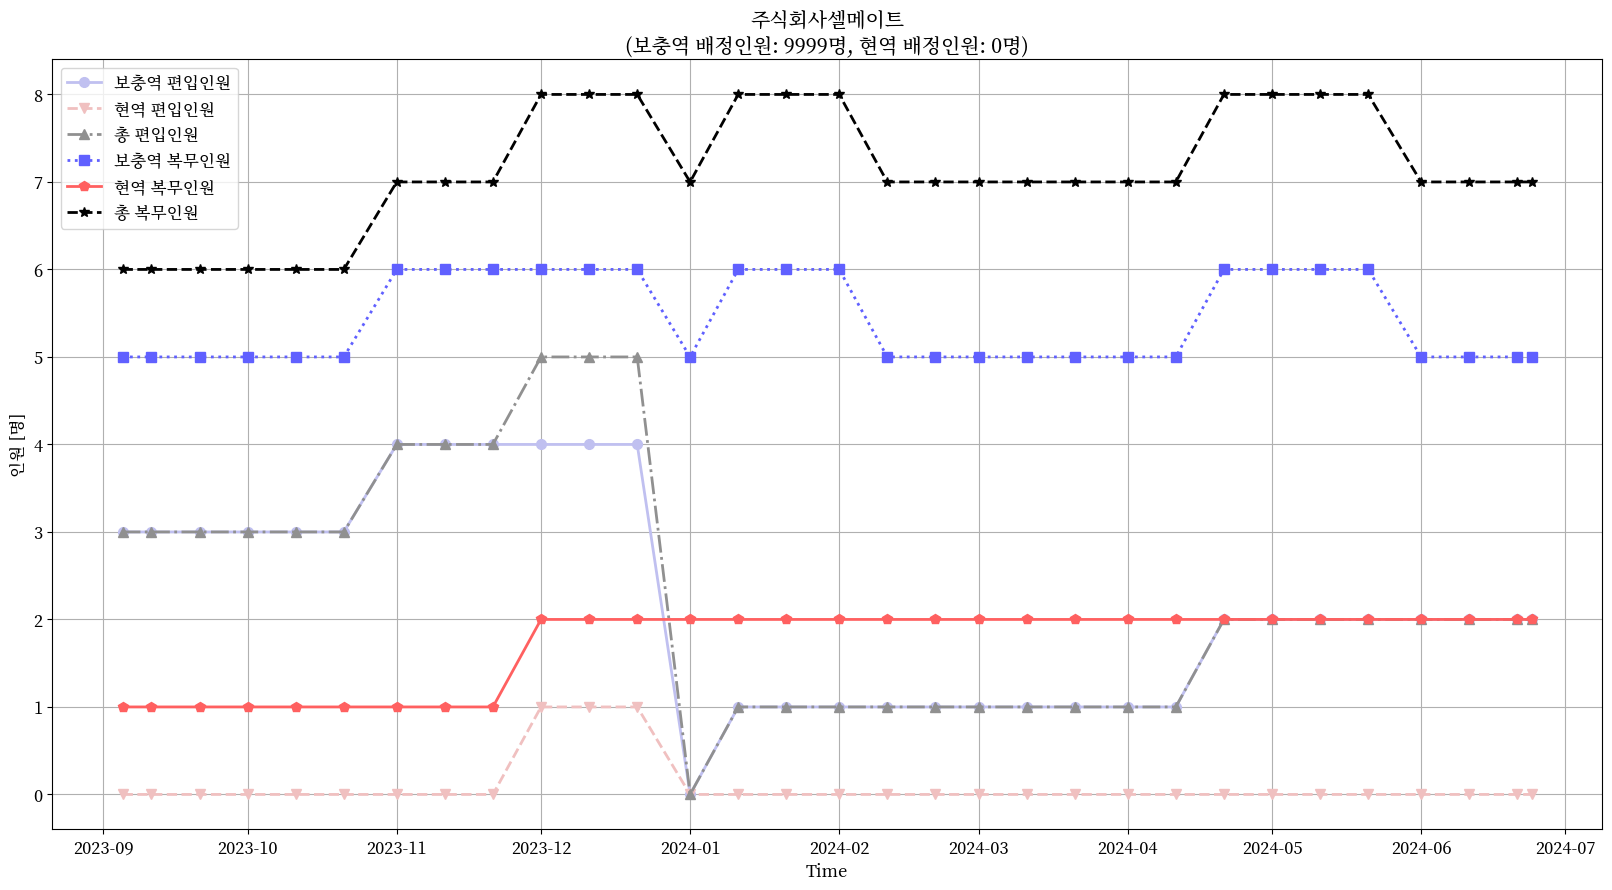 주식회사셀메이트
(보충역 배정인원: 9999명, 현역 배정인원: 0명)
보충역 편입인원
현역 편입인원
총 편입인원
보충역 복무인원
현역 복무인원
총 복무인원
인원 [명]
8
7
6
5
4
3
2
1
0
2023-09
2023-10
2023-11
2023-12
2024-01
2024-02
2024-03
2024-04
2024-05
2024-06
2024-07
Time